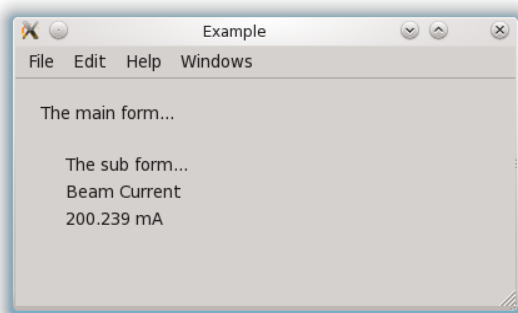 Example
File Edit Help Windows
The main form...
The sub form...
Beam Current
200.239 mA